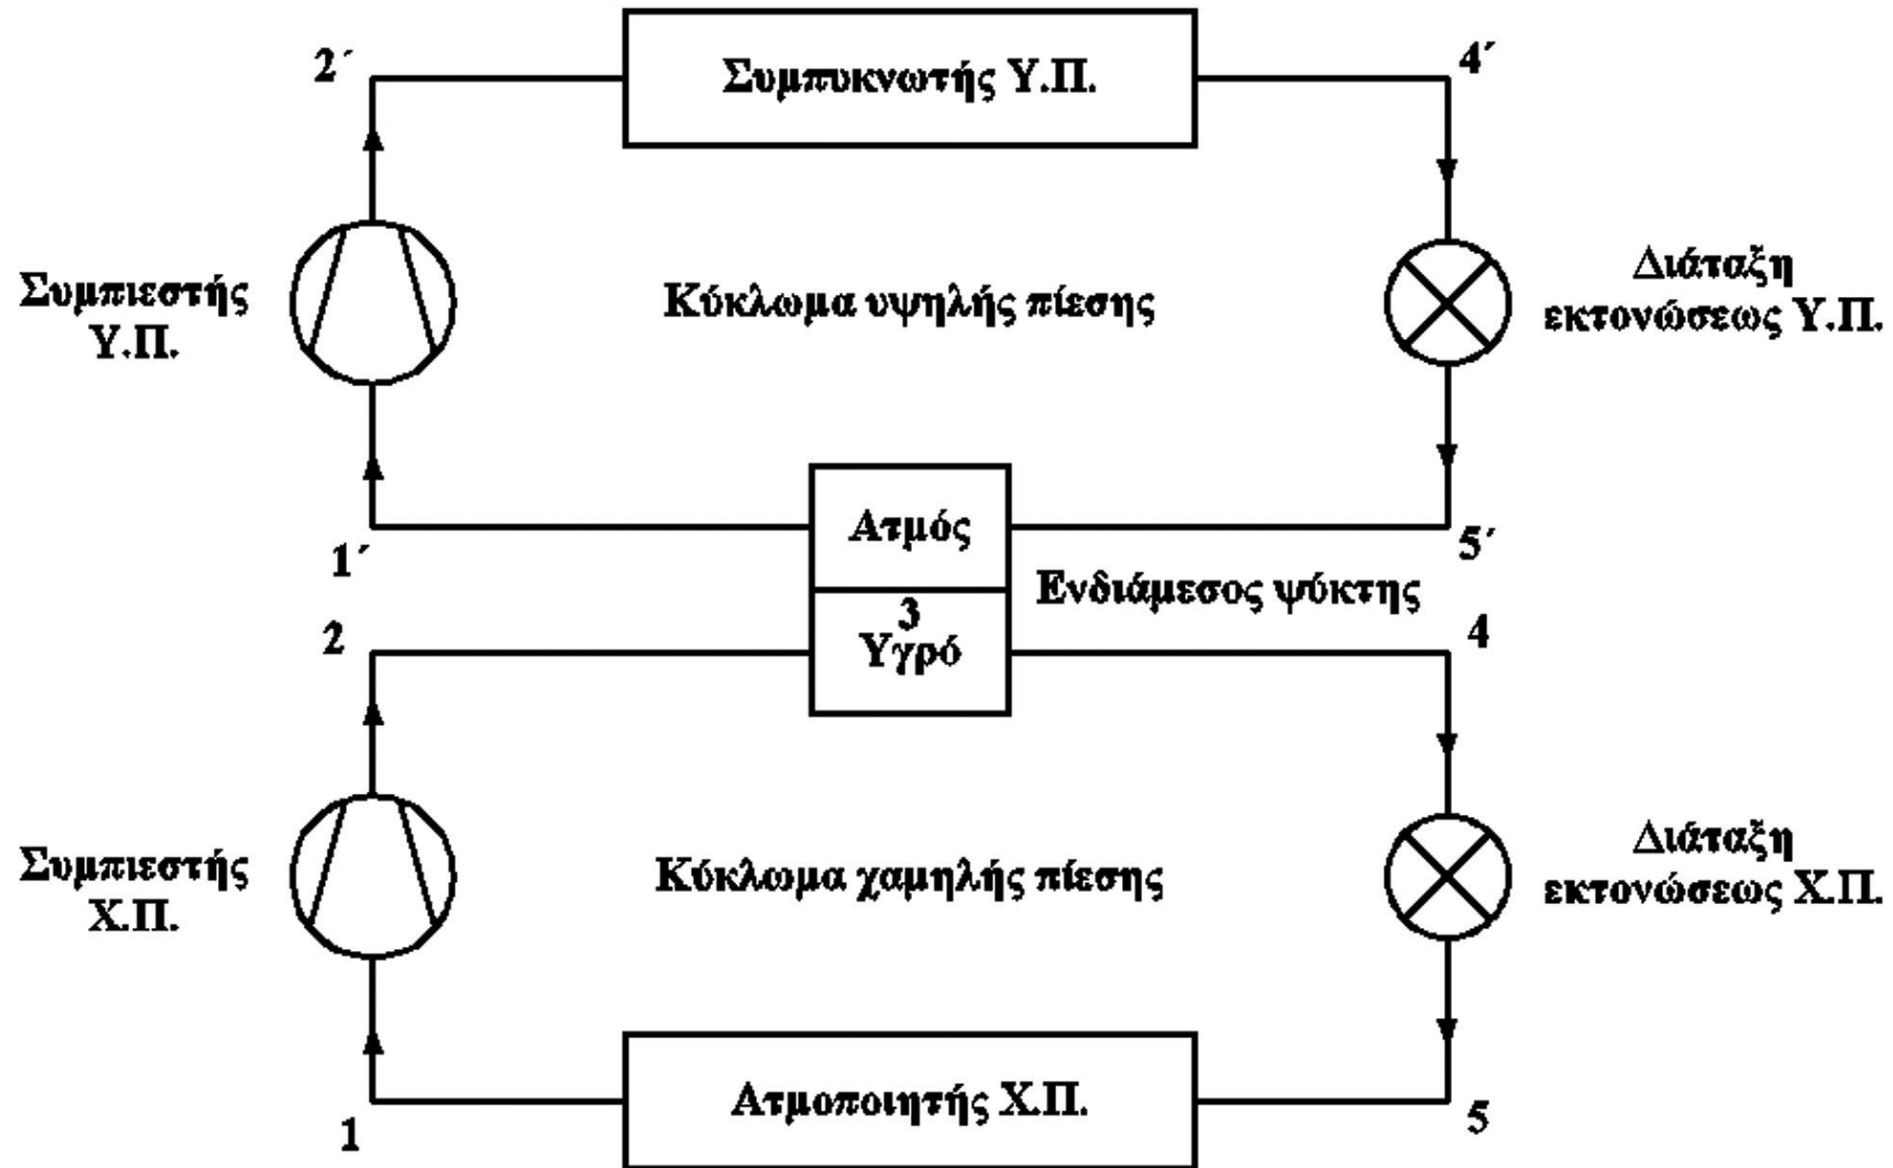 2´
Συμπυκνωτής Υ.Π.
4´
Συμπιεστής
Υ.Π.
Κύκλωμα υψηλής πίεσης
Διάταξη
εκτονώσεως Υ.Π.
1´
Ατμός
5´
Ενδιάμεσος ψύκτης
2
3
Υγρό
4
Συμπιεστής
Χ.Π.
Κύκλωμα χαμηλής πίεσης
Διάταξη
εκτονώσεως Χ.Π.
1
Ατμοποιητής Χ.Π.
5